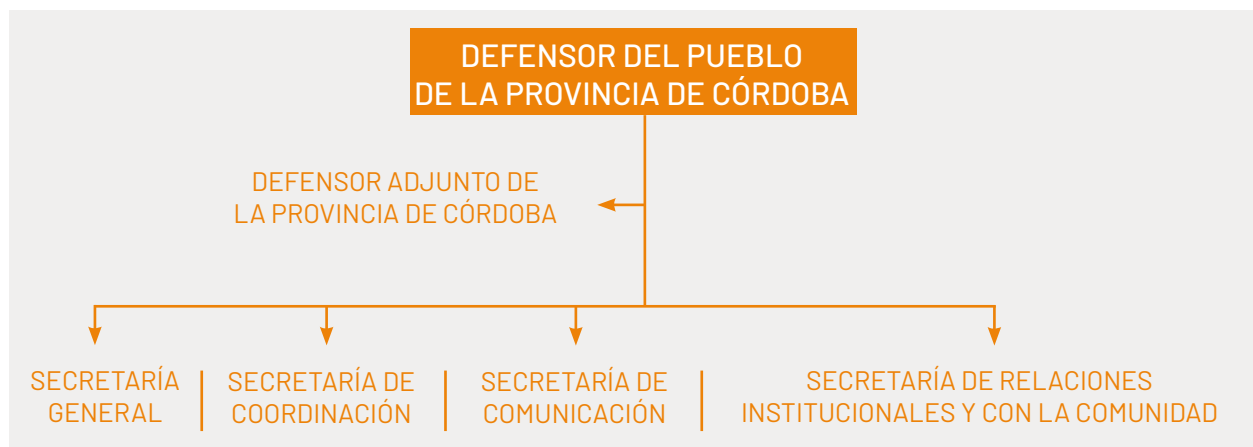 DEFENSOR DEL PUEBLO
DE LA PROVINCIA DE CÓRDOBA
DEFENSOR ADJUNTO DE
LA PROVINCIA DE CÓRDOBA
SECRETARÍA
GENERAL
SECRETARÍA DE
COORDINACIÓN
SECRETARÍA DE
COMUNICACIÓN
SECRETARÍA DE RELACIONES
INSTITUCIONALES Y CON LA COMUNIDAD